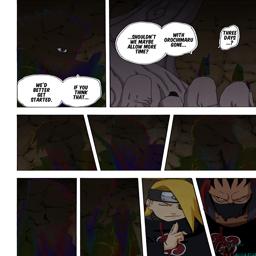 THREE
DAYS
...?
WITH
OROCHIMARU
GONE...
...SHOULDN'T
WE MAYBE
ALLOW MORE
TIME?
IF YOU
THINK
THAT...
WE'D
BETTER
GET
STARTED.